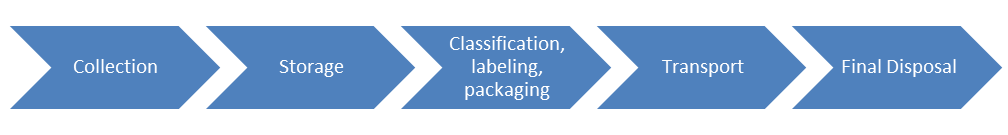 Collection
Storage
Classification,
labeling,
packaging
Transport
Final Disposal